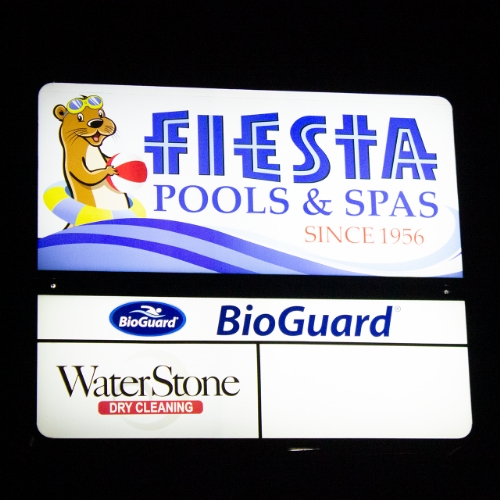 FIESTA
POOLS & SPAS
SINCE 1956
BioGuard BioGuard®
WaterStone
DRY CLEANING